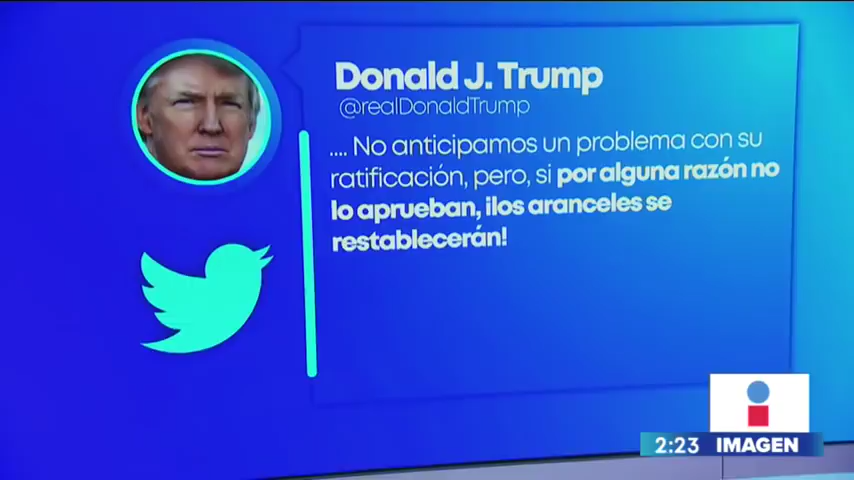 Donald J. Trump
@realDonaldTrump
.... No anticipamos un problema con su
ratificación, pero, si por alguna razón no
lo aprueban, ¡los aranceles se
restablecerán!
2:23 IMAGEN